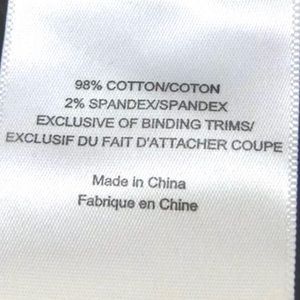 98% COTTON/COTON
2% SPANDEX/SPANDEX
EXCLUSIVE OF BINDING TRIMS/
EXCLUSIF DU FAIT D'ATTACHER COUPE
Made in China
Fabrique en Chine